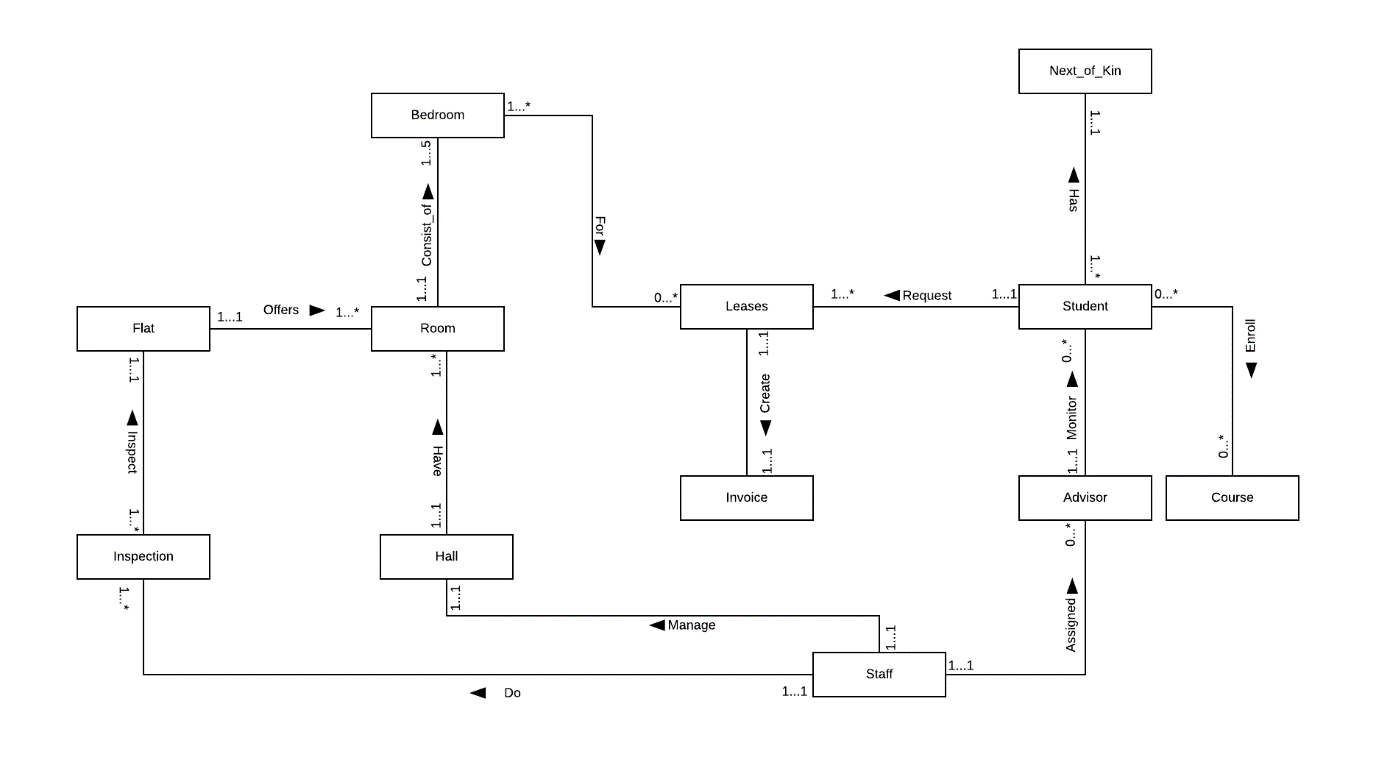 Next_of_Kin
1...1
Has
1...*
Bedroom
1...*
1...5
Consist_of
1...1
For
0...*
Leases
1...*
Request
1...1
Student
0...*
Enroll
0...*
Course
Flat
1...1
Offers
1...*
Room
1...1
Inspect
1...*
Inspection
1...*
1...*
Have
1...1
Hall
1...1
1...1
Create
1...1
Invoice
0...*
Monitor
1...1
Advisor
0...*
Assigned
Manage
1...1
Staff
1...1
1...1
Do